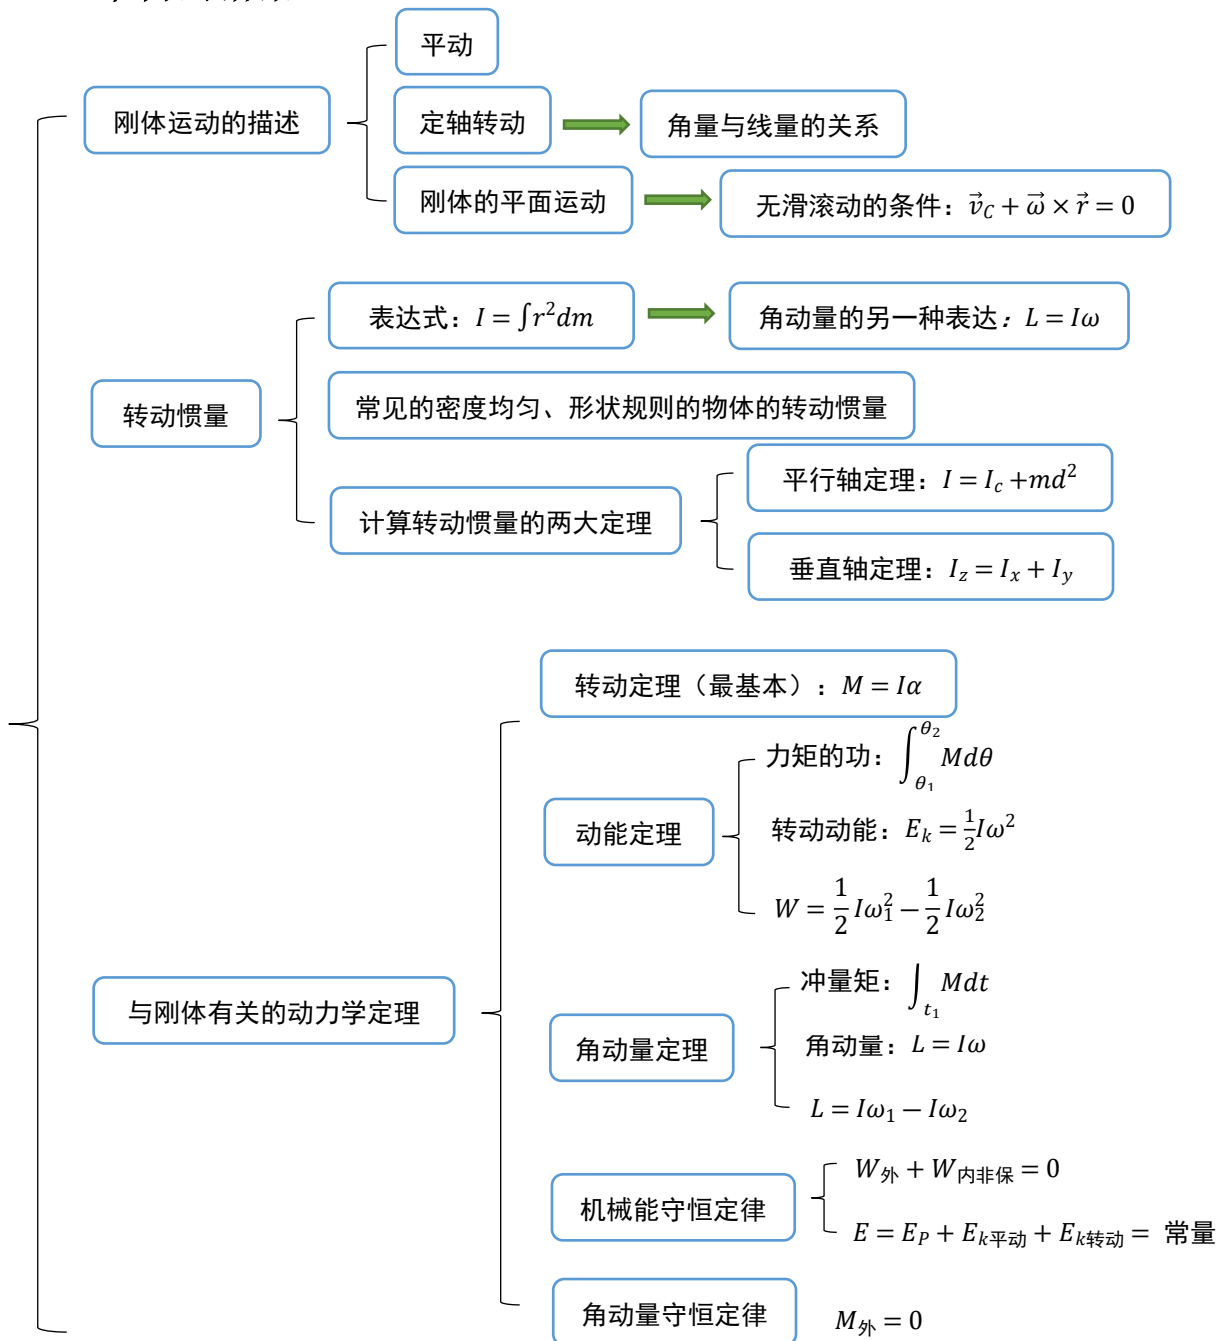 平动
刚体运动的描述
定轴转动
角量与线量的关系
刚体的平面运动
无滑滚动的条件：$\vec{v}_C + \vec{\omega} \times \vec{r} = 0$
表达式：$I = \int r^2 dm$
角动量的另一种表达：$L = I\omega$
转动惯量
常见的密度均匀、形状规则的物体的转动惯量
平行轴定理：$I = I_c + md^2$
计算转动惯量的两大定理
垂直轴定理：$I_z = I_x + I_y$
转动定理（最基本）：$M = I\alpha$
力矩的功：$\int_{\theta_1}^{\theta_2} Md\theta$
动能定理
转动动能：$E_k = \frac{1}{2}I\omega^2$
$W = \frac{1}{2}I\omega_1^2 - \frac{1}{2}I\omega_2^2$
与刚体有关的动力学定理
冲量矩：$\int_{t_1} Mdt$
角动量定理
角动量：$L = I\omega$
$L = I\omega_1 - I\omega_2$
机械能守恒定律
$W_{外} + W_{内非保} = 0$
$E = E_P + E_{k平动} + E_{k转动} = 常量$
角动量守恒定律
$M_{外} = 0$